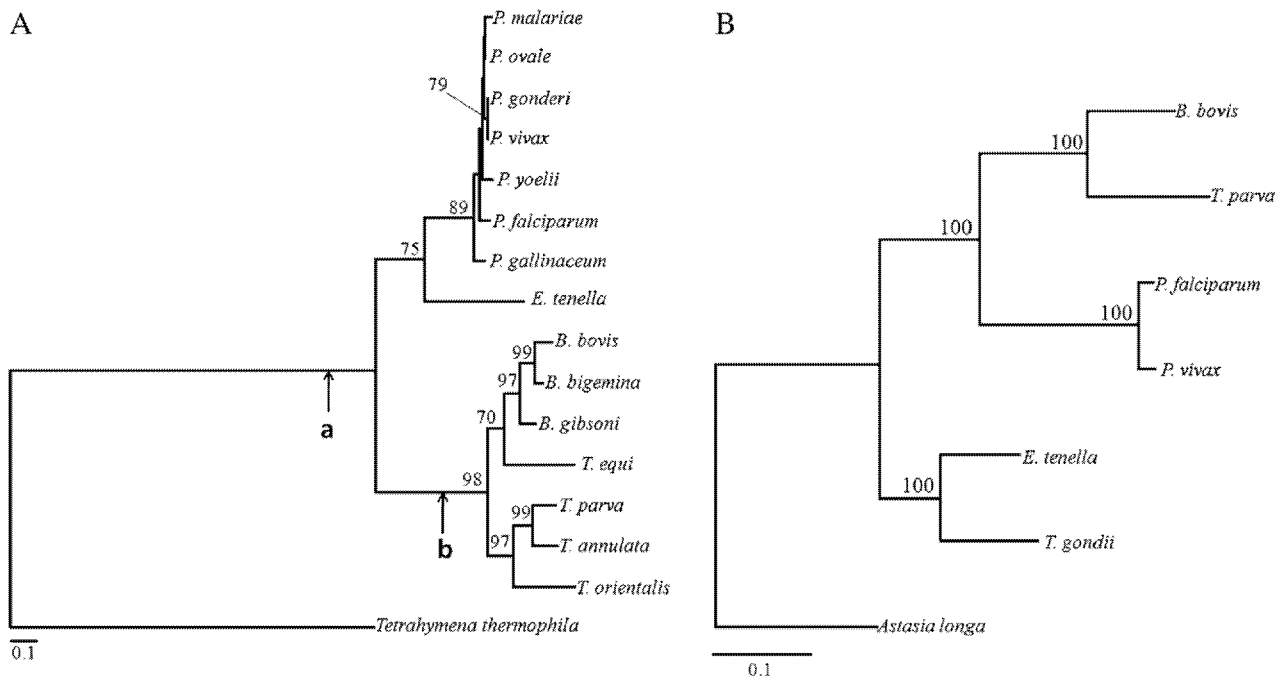 A
P. malariae
P. ovale
79
P. gonderi
P. vivax
P. yoelii
89
P. falciparum
75
P. gallinaceum
E. tenella
B. bovis
99
97
B. bigemina
a
70
B. gibsoni
T. equi
98
T. parva
99
b
97
T. annulata
T. orientalis
Tetrahymena thermophila
0.1
B
B. bovis
100
T. parva
100
P. falciparum
100
P. vivax
E. tenella
100
T. gondii
Astasia longa
0.1